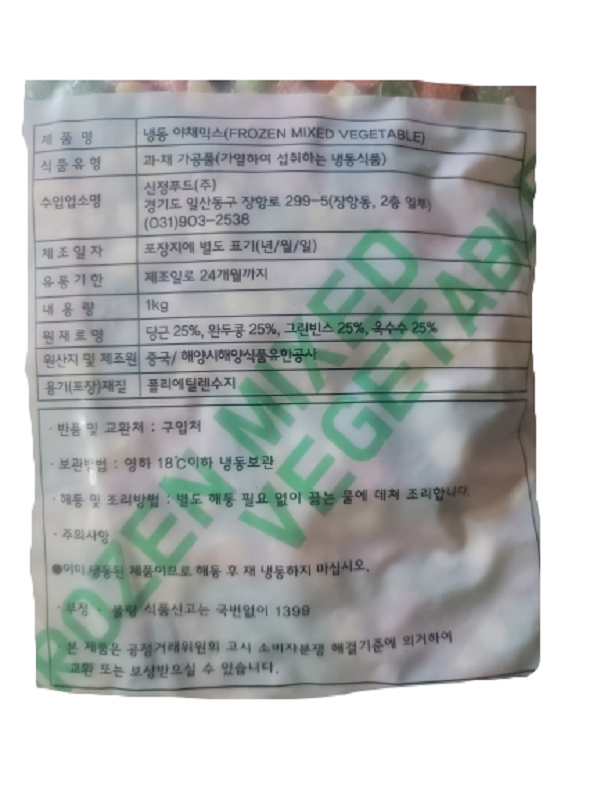 제 품 명 냉동 야채믹스(FROZEN MIXED VEGETABLE)
식품유형 과·채 가공품(가열하여 섭취하는 냉동식품)
수입업소명 신정푸드(주)
경기도 일산동구 장항로 299-5(장항동, 2층 일부)
(031)903-2538
제조일자 포장지에 별도 표기(년/월/일)
유통기한 제조일로 24개월까지
내 용 량 1kg
원재료명 당근 25%, 완두콩 25%, 그린빈스 25%, 옥수수 25%
원산지 및 제조원 중국/ 해양시해양식품유한공사
용기(포장)재질 폴리에틸렌수지
· 반품 및 교환처 : 구입처
· 보관방법 : 영하 18℃이하 냉동보관
· 해동 및 조리방법 : 별도 해동 필요 없이 끓는 물에 데쳐 조리합니다.
· 주의사항
●이미 냉동된 제품이므로 해동 후 재 냉동하지 마십시오.
· 부정 · 불량 식품신고는 국번없이 1399
· 본 제품은 공정거래위원회 고시 소비자분쟁 해결기준에 의거하여
교환 또는 보상받으실 수 있습니다.
ROZEN MIXED
VEGETABL